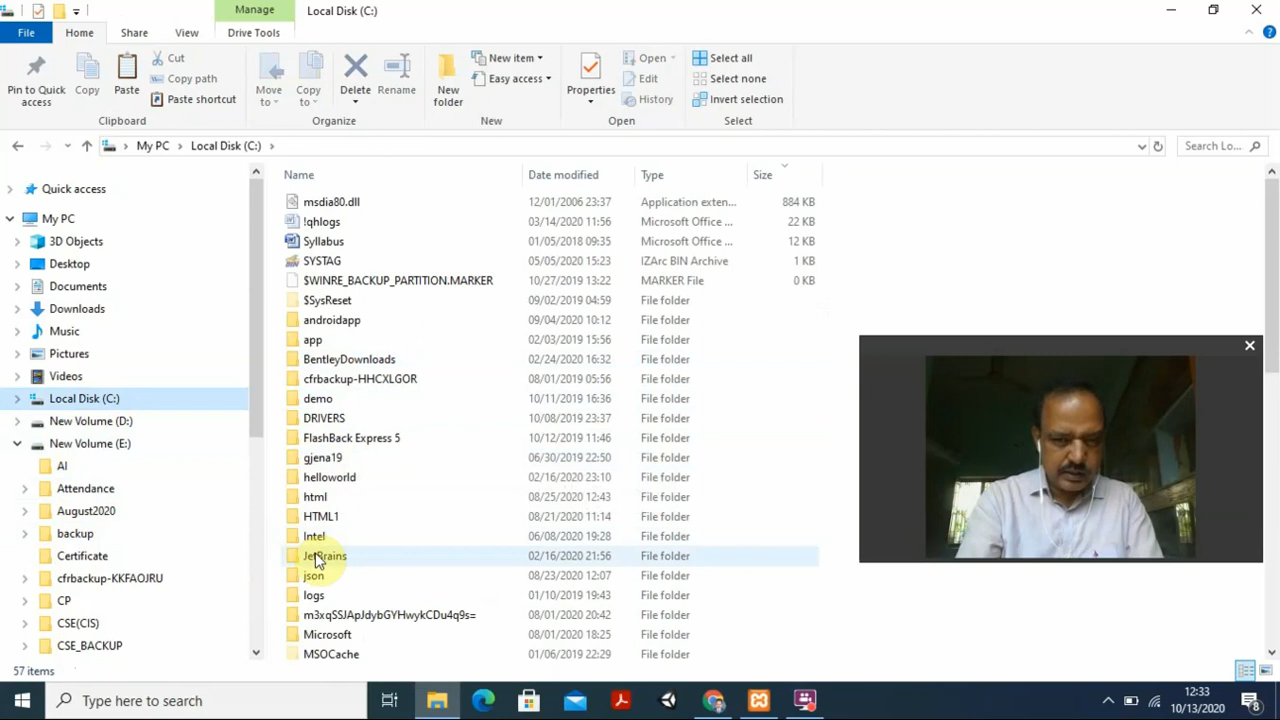 Manage
Local Disk (C:)
File
Home
Share
View
Drive Tools
Pin to Quick
access
Copy
Paste
Cut
Copy path
Paste shortcut
Clipboard
Move
to
Copy
to
Delete
Rename
Organize
New
folder
New item
Easy access
New
Properties
Open
Edit
History
Open
Select all
Select none
Invert selection
Select
My PC
Local Disk (C:)
Search Lo...
Quick access
My PC
3D Objects
Desktop
Documents
Downloads
Music
Pictures
Videos
Local Disk (C:)
New Volume (D:)
New Volume (E:)
AI
Attendance
August2020
backup
Certificate
cfrbackup-KKFAOJRU
CP
CSE(CIS)
CSE_BACKUP
Name Date modified Type Size
msdia80.dll 12/01/2006 23:37 Application exten... 884 KB
!qhlogs 03/14/2020 11:56 Microsoft Office ... 22 KB
Syllabus 01/05/2018 09:35 Microsoft Office ... 12 KB
SYSTAG 05/05/2020 15:23 IZArc BIN Archive 1 KB
$WINRE_BACKUP_PARTITION.MARKER 10/27/2019 13:22 MARKER File 0 KB
$SysReset 09/02/2019 04:59 File folder
androidapp 09/04/2020 10:12 File folder
app 02/03/2019 15:56 File folder
BentleyDownloads 02/24/2020 16:32 File folder
cfrbackup-HHCXLGOR 08/01/2019 05:56 File folder
demo 10/11/2019 16:36 File folder
DRIVERS 10/08/2019 23:37 File folder
FlashBack Express 5 10/12/2019 11:46 File folder
gjena19 06/30/2019 22:50 File folder
helloworld 02/16/2020 23:10 File folder
html 08/25/2020 12:43 File folder
HTML1 08/21/2020 11:14 File folder
Intel 06/08/2020 19:28 File folder
JetBrains 02/16/2020 21:56 File folder
json 08/23/2020 12:07 File folder
logs 01/10/2019 19:43 File folder
m3xqSSJApJdybGYHwykCDu4q9s= 08/01/2020 20:42 File folder
Microsoft 08/01/2020 18:25 File folder
MSOCache 01/06/2019 22:29 File folder
57 items
Type here to search
12:33
10/13/2020
8